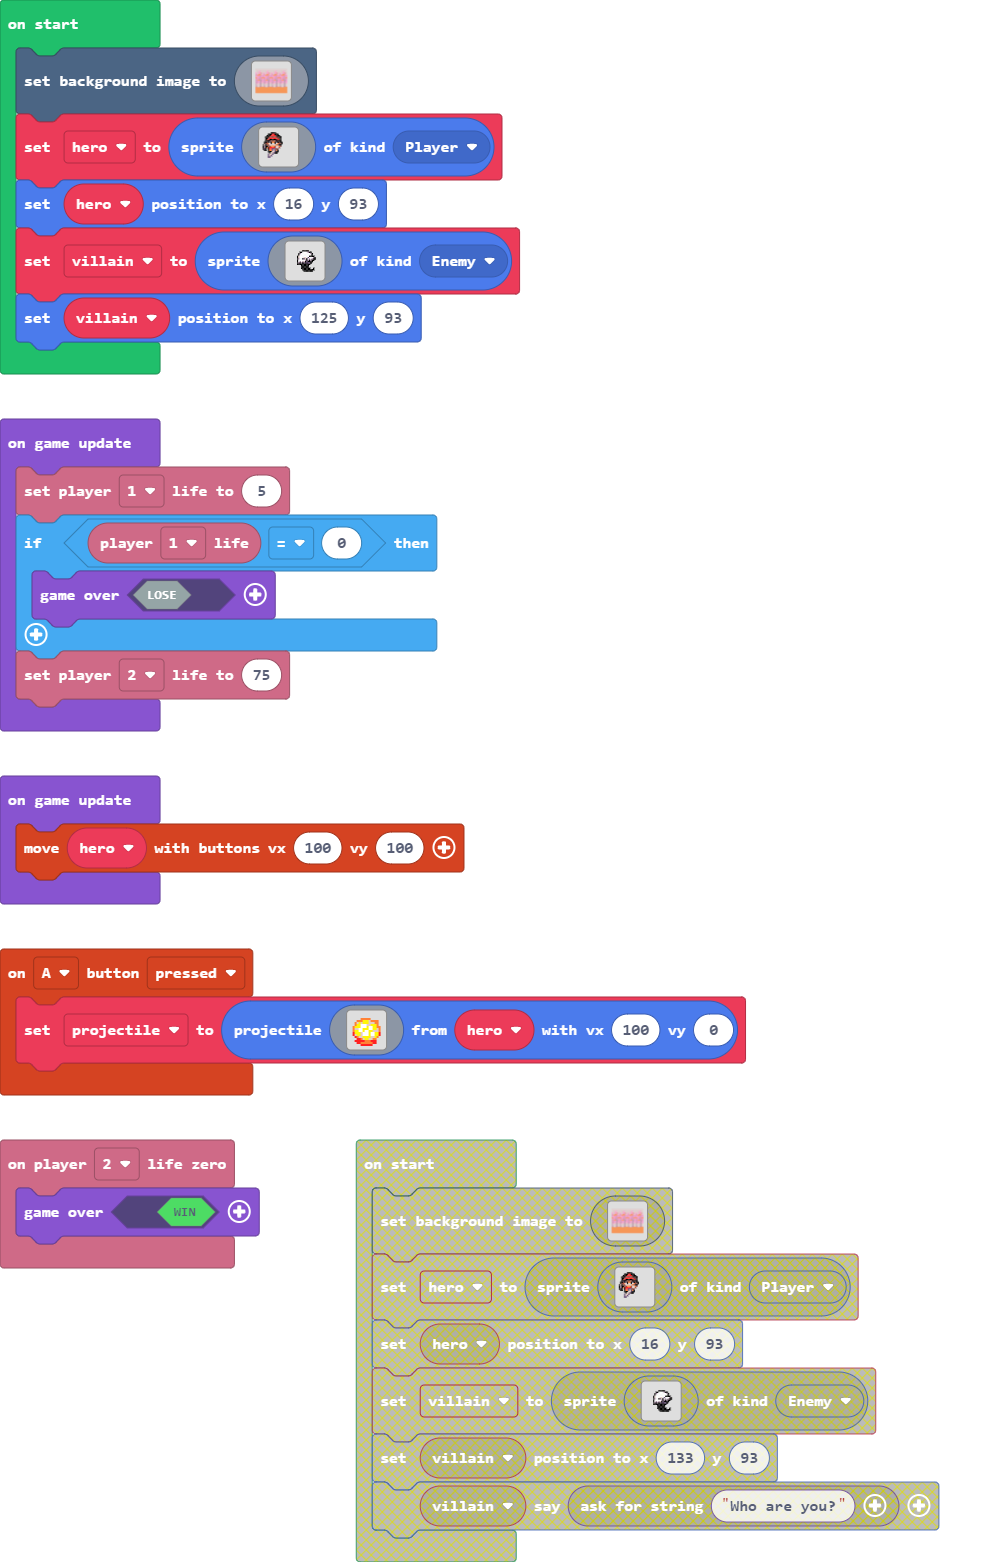 on start
set background image to
set hero to sprite of kind Player
set hero position to x 16 y 93
set villain to sprite of kind Enemy
set villain position to x 125 y 93
on game update
set player 1 life to 5
if player 1 life = 0 then
game over LOSE
set player 2 life to 75
on game update
move hero with buttons vx 100 vy 100
on A button pressed
set projectile to projectile from hero with vx 100 vy 0
on player 2 life zero
game over WIN
on start
set background image to
set hero to sprite of kind Player
set hero position to x 16 y 93
set villain to sprite of kind Enemy
set villain position to x 133 y 93
villain say ask for string "Who are you?"